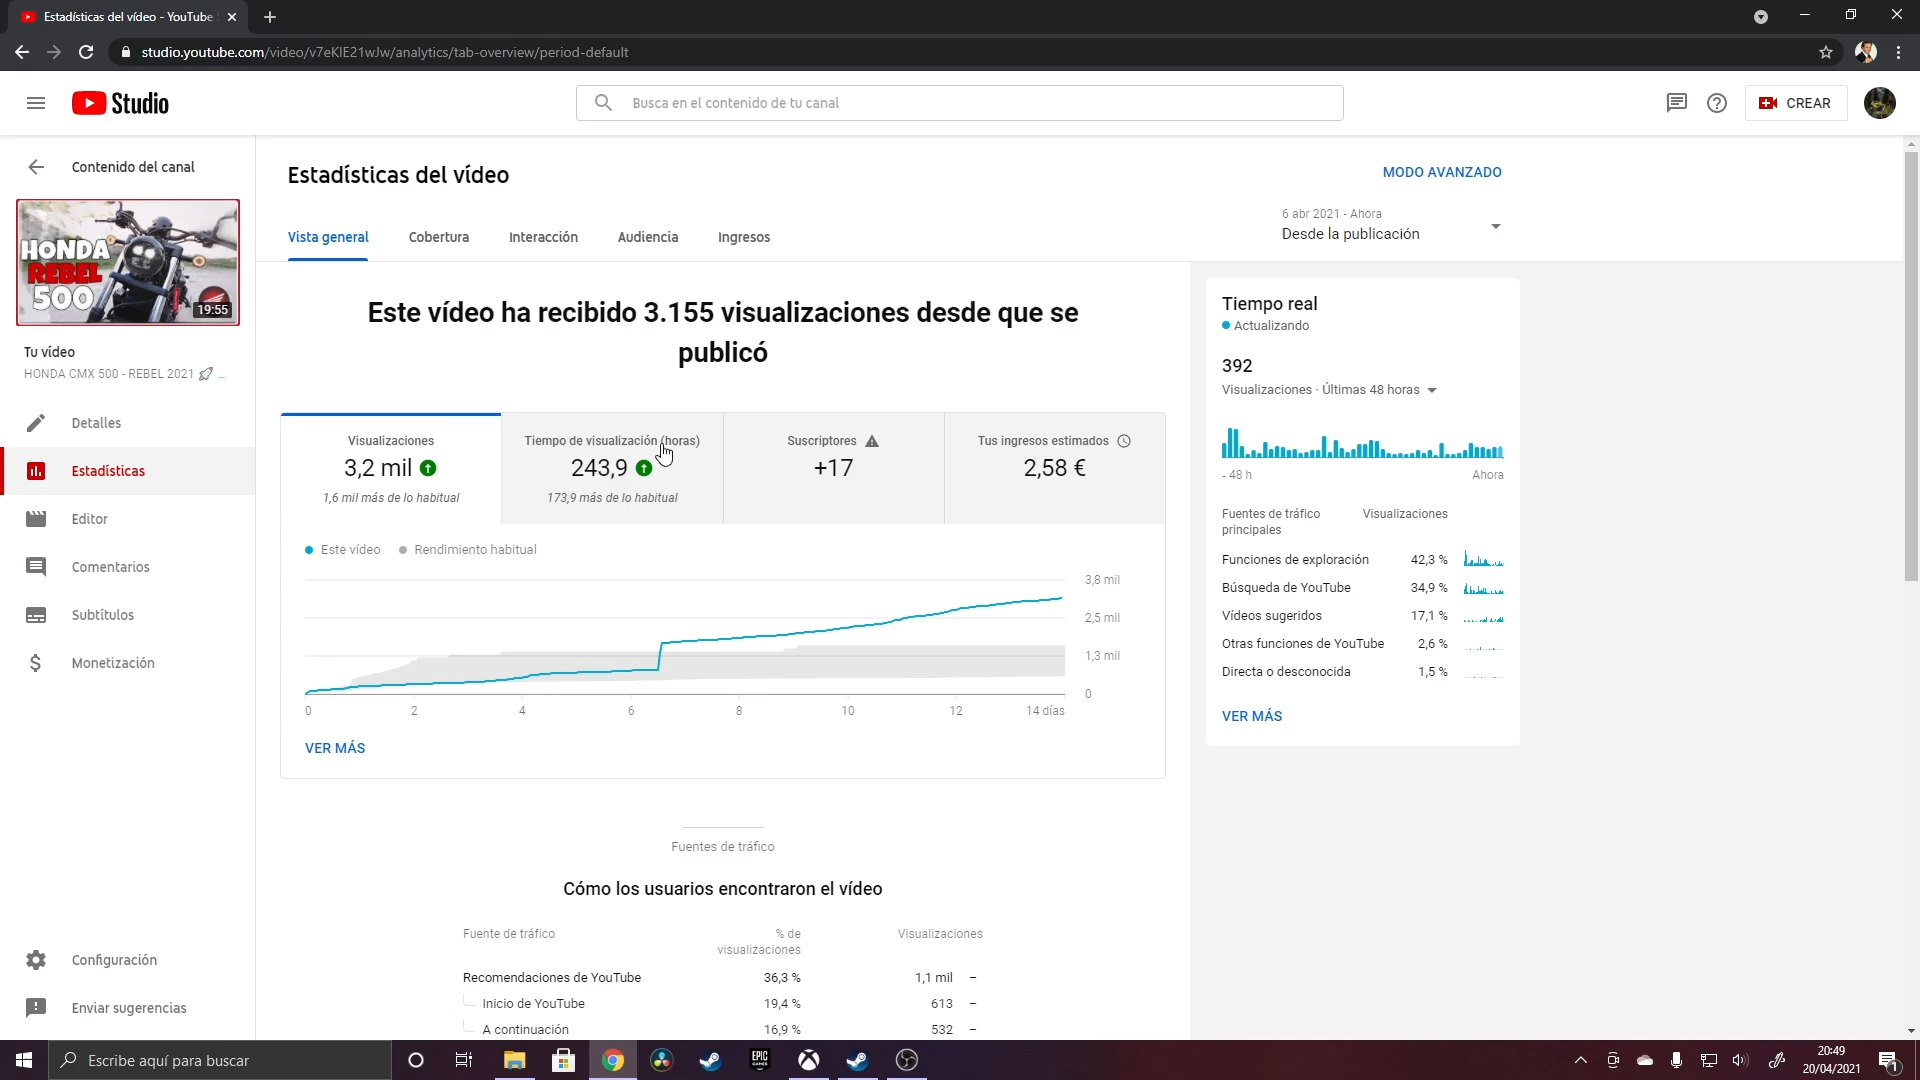 Estadísticas del vídeo - YouTube
studio.youtube.com/video/v7eKlE21wJw/analytics/tab-overview/period-default
Studio
Busca en el contenido de tu canal
CREAR
Contenido del canal
HONDA
REBEL
500
19:55
Tu vídeo
HONDA CMX 500 - REBEL 2021 🚀 ...
Detalles
Estadísticas
Editor
Comentarios
Subtítulos
Monetización
Configuración
Enviar sugerencias
Estadísticas del vídeo
MODO AVANZADO
Vista general
Cobertura
Interacción
Audiencia
Ingresos
6 abr 2021 - Ahora
Desde la publicación
Este vídeo ha recibido 3.155 visualizaciones desde que se
publicó
Visualizaciones
3,2 mil
1,6 mil más de lo habitual
Tiempo de visualización (horas)
243,9
173,9 más de lo habitual
Suscriptores
+17
Tus ingresos estimados
2,58 €
Este vídeo
Rendimiento habitual
3,8 mil
2,5 mil
1,3 mil
0
0 2 4 6 8 10 12 14 días
VER MÁS
Fuentes de tráfico
Cómo los usuarios encontraron el vídeo
Fuente de tráfico
% de
visualizaciones
Visualizaciones
Recomendaciones de YouTube 36,3 % 1,1 mil –
Inicio de YouTube 19,4 % 613 –
A continuación 16,9 % 532 –
Tiempo real
Actualizando
392
Visualizaciones · Últimas 48 horas
- 48 h
Ahora
Fuentes de tráfico
principales
Visualizaciones
Funciones de exploración 42,3 %
Búsqueda de YouTube 34,9 %
Vídeos sugeridos 17,1 %
Otras funciones de YouTube 2,6 %
Directa o desconocida 1,5 %
VER MÁS
Escribe aquí para buscar
EPIC
GAMES
20:49
20/04/2021
1